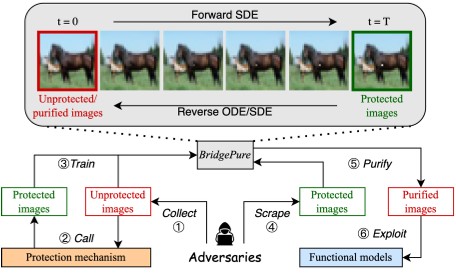 Forward SDE
t = 0
t = T
Unprotected/
purified images
Reverse ODE/SDE
Protected
images
BridgePure
③Train
⑤ Purify
Protected
images
Unprotected
images
Collect
①
Scrape
④
Protected
images
Purified
images
② Call
⑥ Exploit
Protection mechanism
Adversaries
Functional models